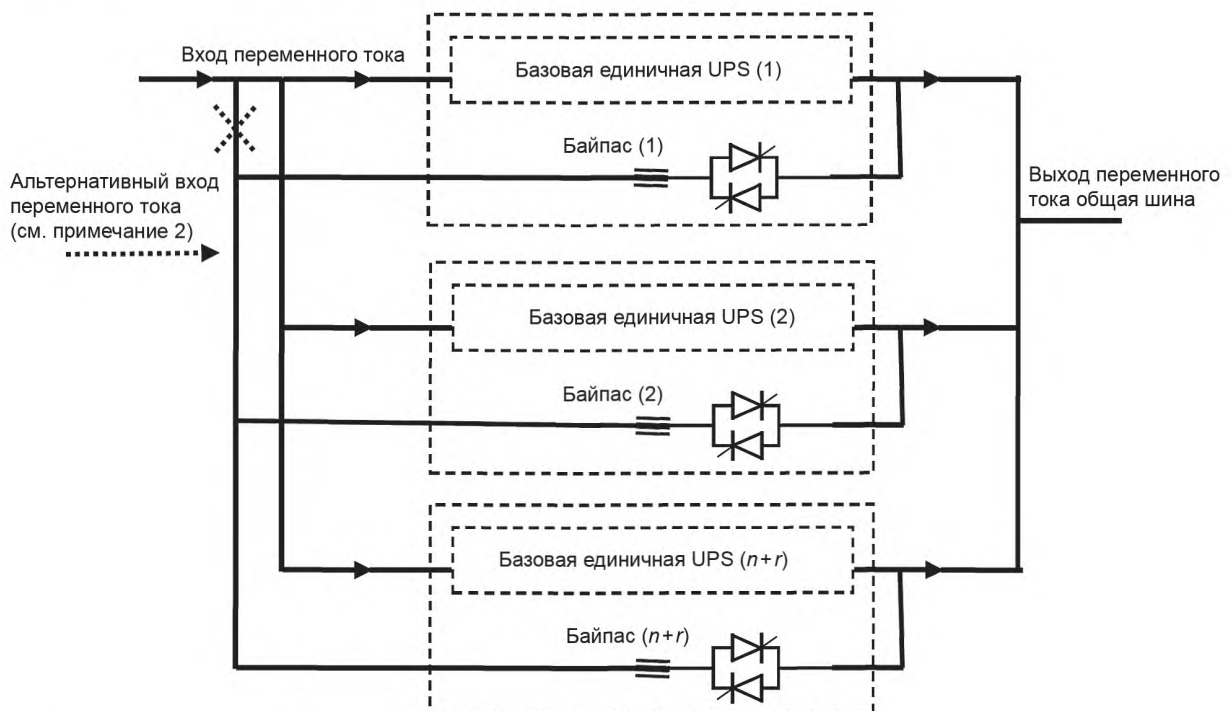 Вход переменного тока
Базовая единичная UPS (1)
Байпас (1)
Альтернативный вход
переменного тока
(см. примечание 2)
Выход переменного
тока общая шина
Базовая единичная UPS (2)
Байпас (2)
Базовая единичная UPS (n+r)
Байпас (n+r)